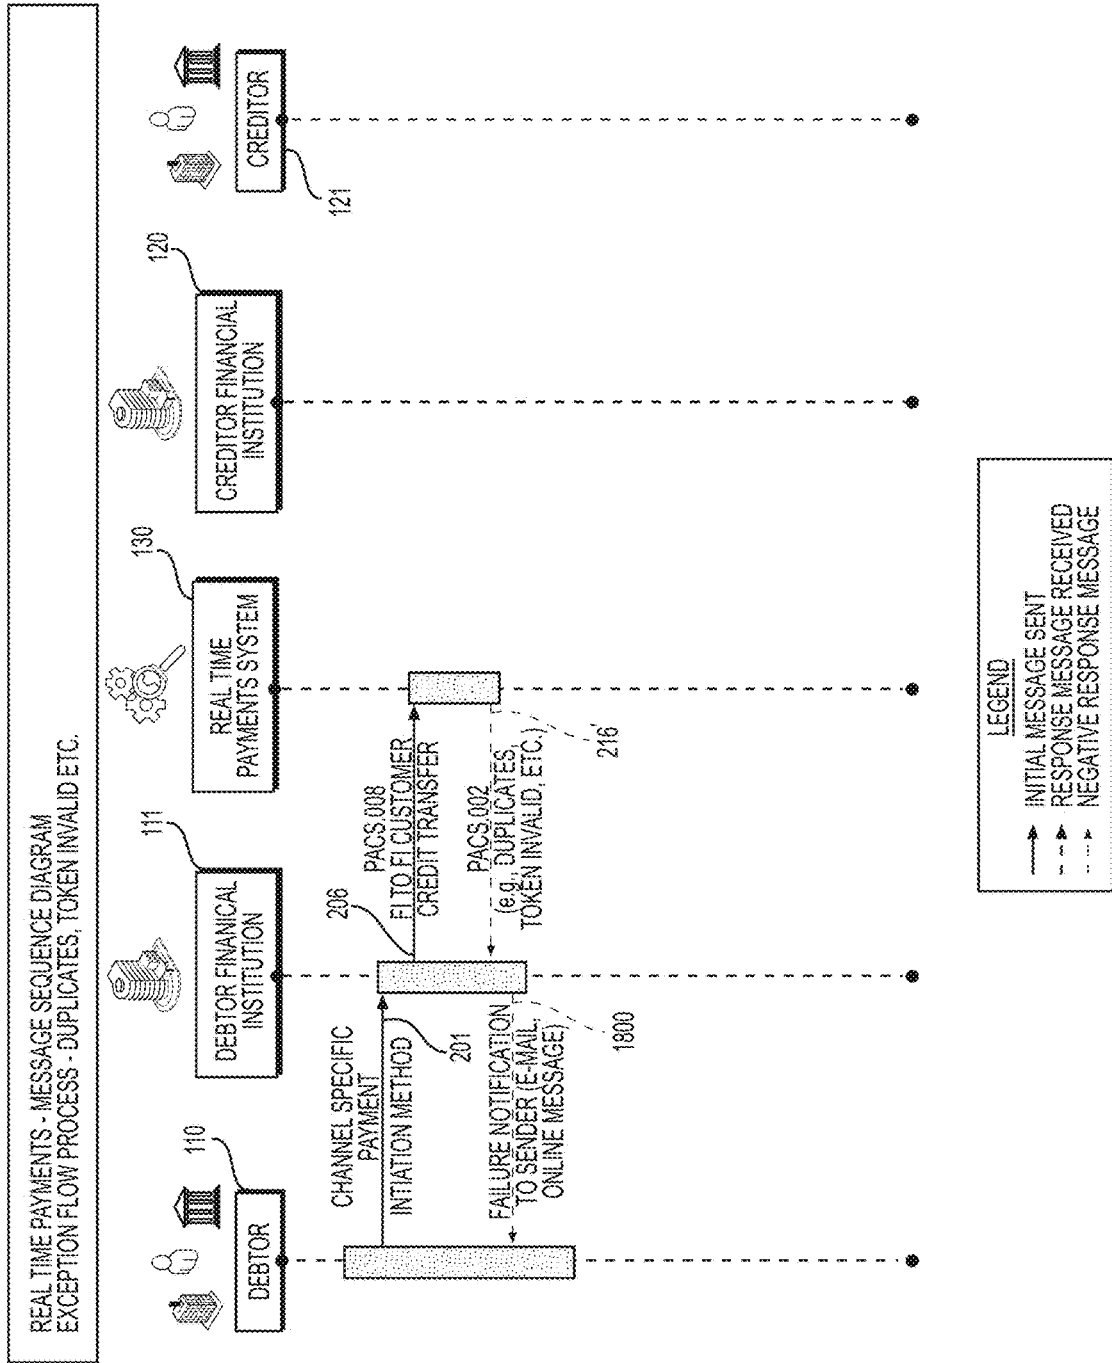 REAL TIME PAYMENTS - MESSAGE SEQUENCE DIAGRAM
EXCEPTION FLOW PROCESS - DUPLICATES, TOKEN INVALID ETC.
110
DEBTOR
111
DEBTOR FINANICAL
INSTITUTION
130
REAL TIME
PAYMENTS SYSTEM
120
CREDITOR FINANCIAL
INSTITUTION
CREDITOR
121
CHANNEL SPECIFIC
PAYMENT
INTIATION METHOD
201
206
PACS.008
FI TO FI CUSTOMER
CREDIT TRANSFER
PACS.002
(e.g., DUPLICATES,
TOKEN INVALID, ETC.)
216
FAILURE NOTIFICATION
TO SENDER (E-MAIL,
ONLINE MESSAGE)
1800
LEGEND
INITIAL MESSAGE SENT
RESPONSE MESSAGE RECEIVED
NEGATIVE RESPONSE MESSAGE